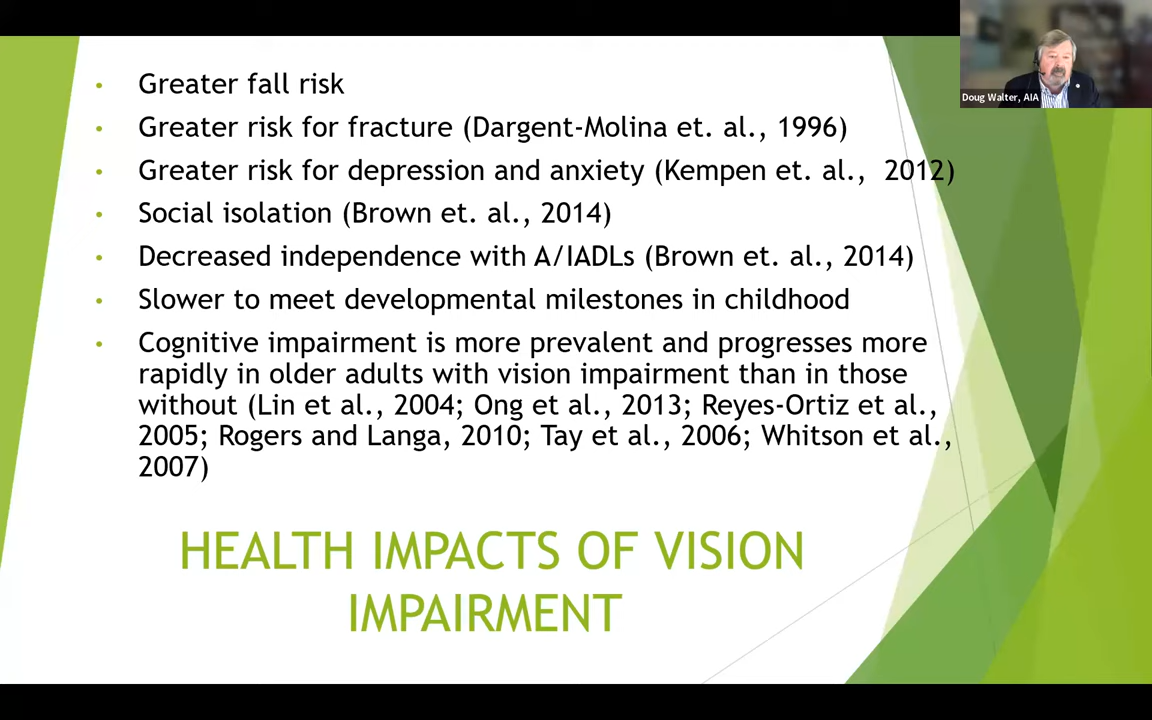 • Greater fall risk
• Greater risk for fracture (Dargent-Molina et. al., 1996)
• Greater risk for depression and anxiety (Kempen et. al.,  2012)
• Social isolation (Brown et. al., 2014)
• Decreased independence with A/IADLs (Brown et. al., 2014)
• Slower to meet developmental milestones in childhood
• Cognitive impairment is more prevalent and progresses more
rapidly in older adults with vision impairment than in those
without (Lin et al., 2004; Ong et al., 2013; Reyes-Ortiz et al.,
2005; Rogers and Langa, 2010; Tay et al., 2006; Whitson et al.,
2007)
HEALTH IMPACTS OF VISION
IMPAIRMENT
Doug Walter, AIA